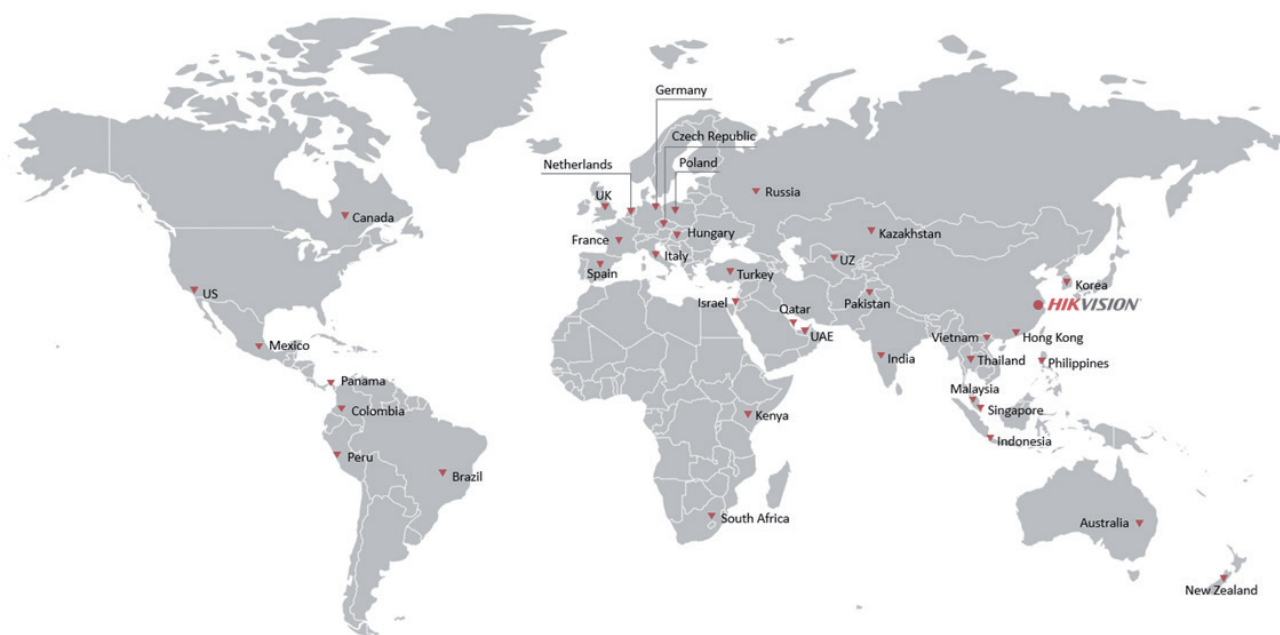 Germany
Czech Republic
Netherlands
Poland
UK
Russia
Canada
Kazakhstan
France
Hungary
Italy
UZ
Spain
Turkey
Korea
US
Israel
Pakistan
HIKVISION
Qatar
UAE
Vietnam
Hong Kong
Mexico
India
Thailand
Philippines
Panama
Malaysia
Colombia
Singapore
Kenya
Indonesia
Peru
Brazil
South Africa
Australia
New Zealand